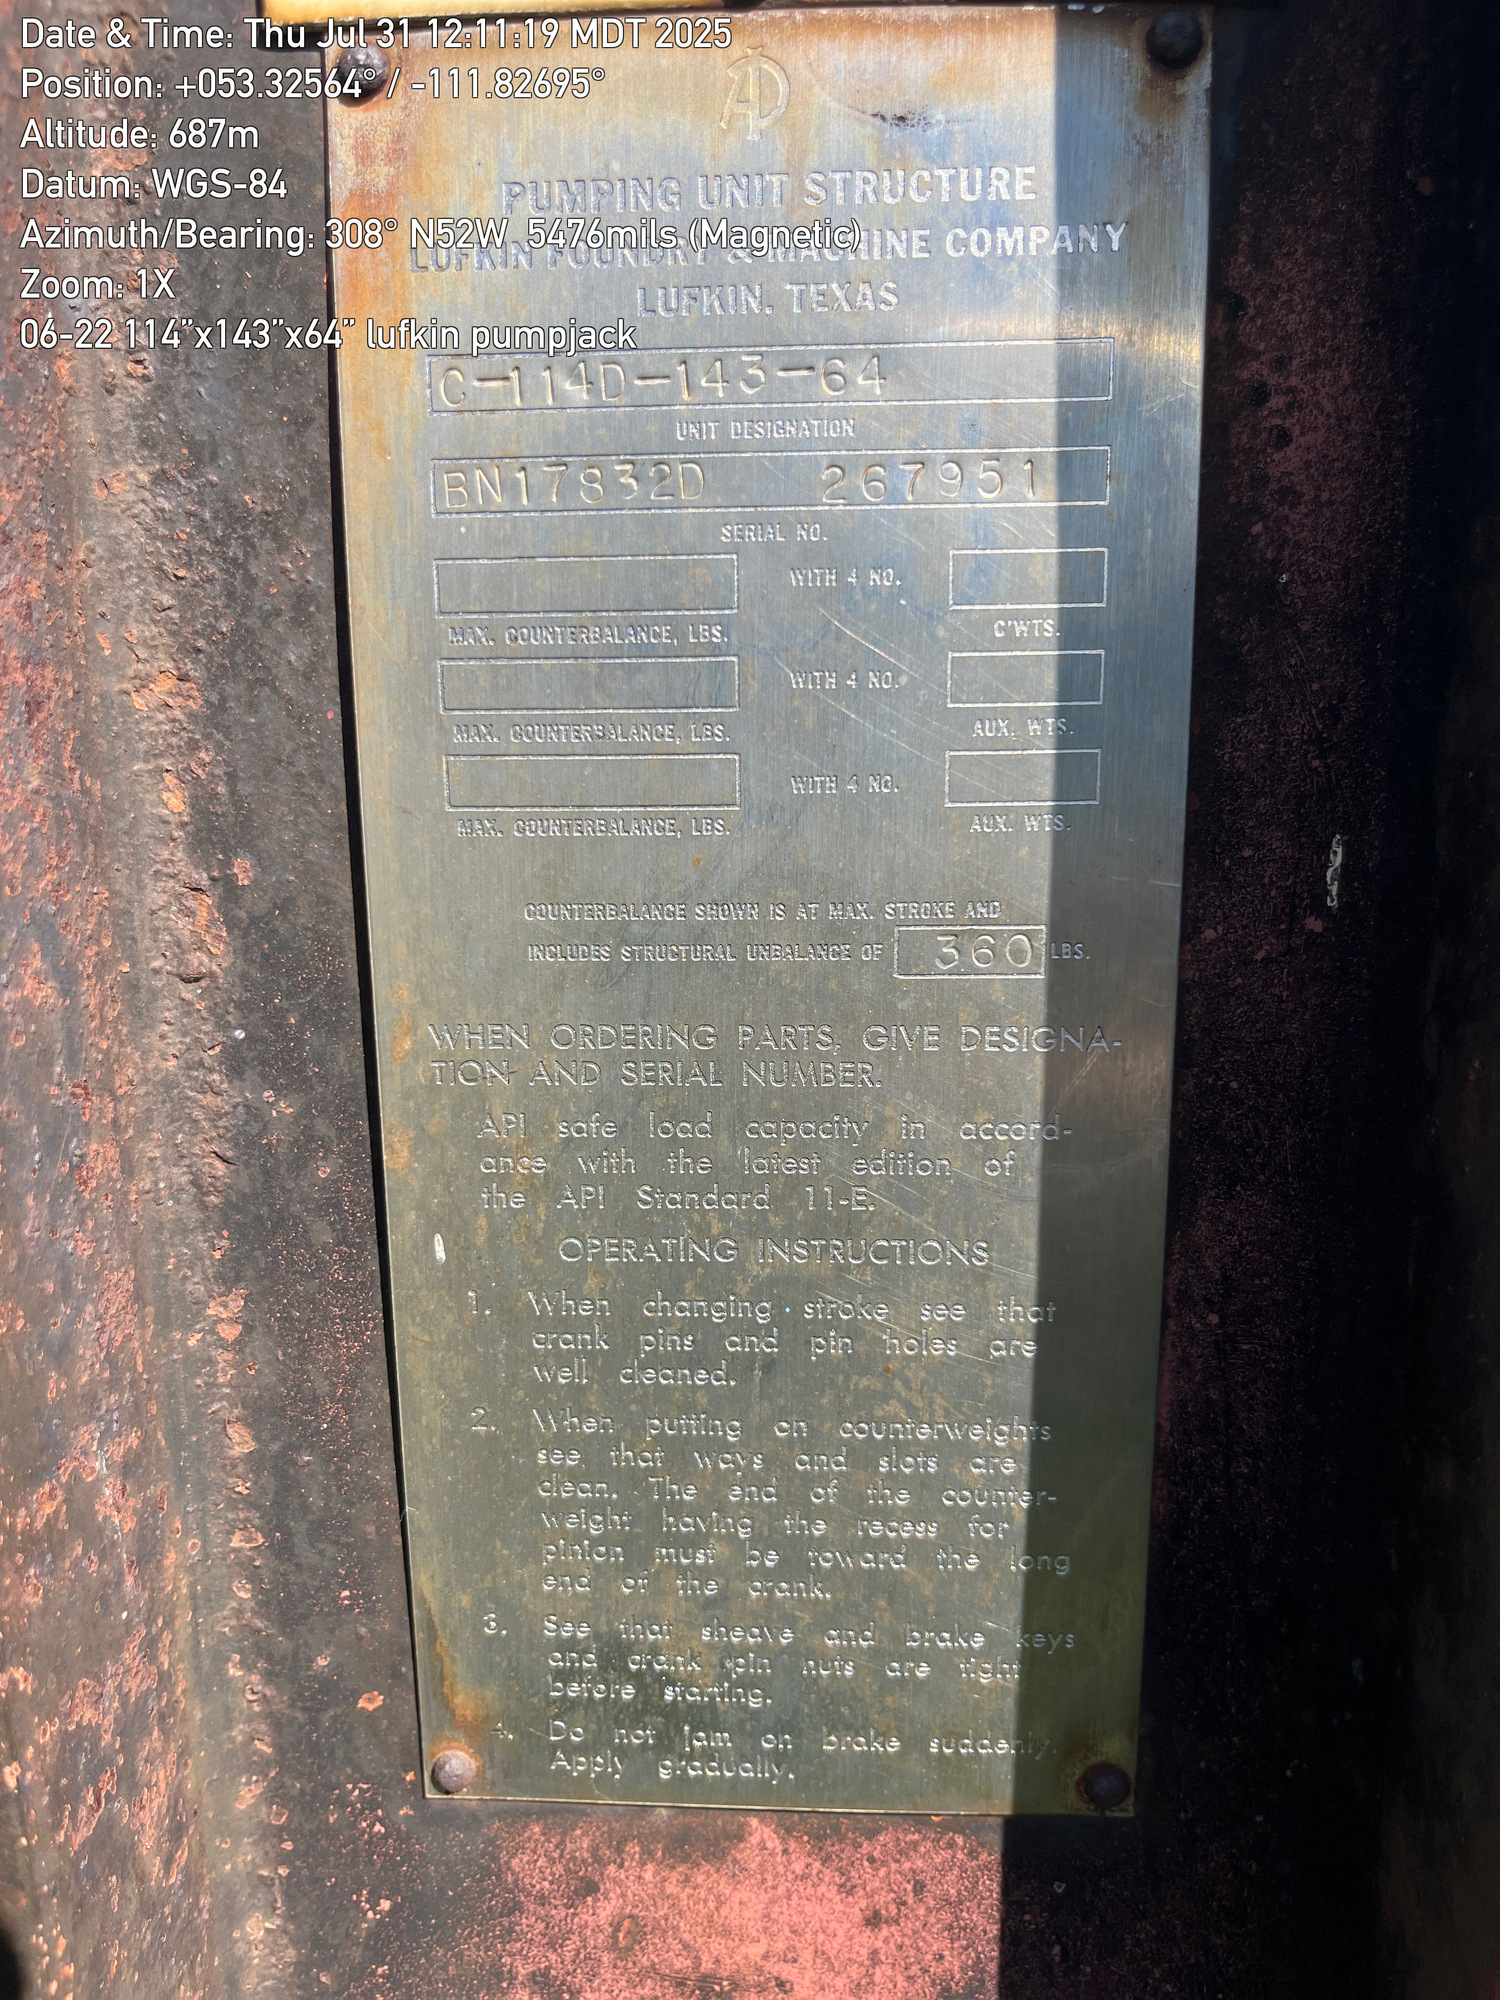 Date & Time: Thu Jul 31 12:11:19 MDT 2025
Position: +053.32564° / -111.82695°
Altitude: 687m
Datum: WGS-84
Azimuth/Bearing: 308° N52W 5476mils (Magnetic)
Zoom: 1X
06-22 114"x143"x64" lufkin pumpjack
PUMPING UNIT STRUCTURE
LUFKIN FOUNDRY & MACHINE COMPANY
LUFKIN, TEXAS
C-114D-143-64
UNIT DESIGNATION
BN17832D 267951
SERIAL NO.
WITH 4 NO.
MAX. COUNTERBALANCE, LBS. C'WTS.
WITH 4 NO.
MAX. COUNTERBALANCE, LBS. AUX. WTS.
WITH 4 NO.
MAX. COUNTERBALANCE, LBS. AUX. WTS.
COUNTERBALANCE SHOWN IS AT MAX. STROKE AND
INCLUDES STRUCTURAL UNBALANCE OF 360 LBS.
WHEN ORDERING PARTS, GIVE DESIGNA-
TION AND SERIAL NUMBER.
API safe load capacity in accord-
ance with the latest edition of
the API Standard 11-E.
OPERATING INSTRUCTIONS
1. When changing stroke see that
crank pins and pin holes are
well cleaned.
2. When putting on counterweights
see that ways and slots are
clean. The end of the counter-
weight having the recess for
pinion must be toward the long
end of the crank.
3. See that sheave and brake keys
and crank pin nuts are tight
before starting.
4. Do not jam on brake suddenly.
Apply gradually.